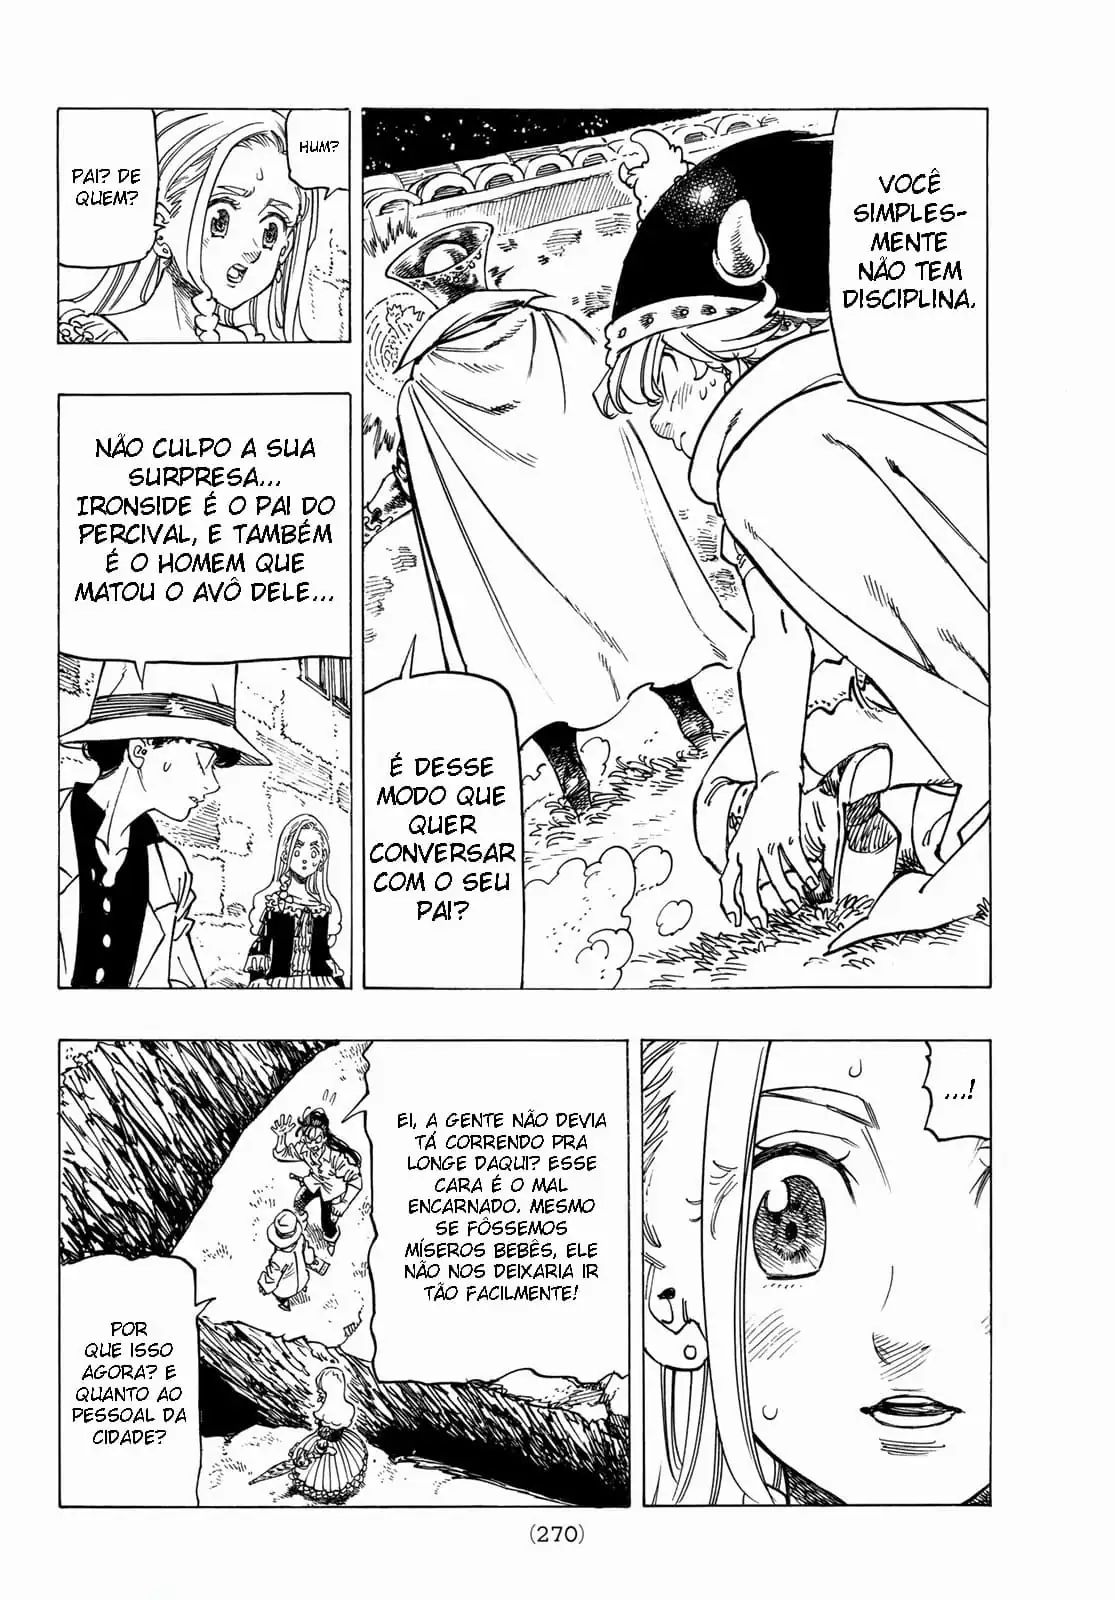 VOCÊ
SIMPLES-
MENTE
NÃO TEM
DISCIPLINA.
É DESSE
MODO QUE
QUER
CONVERSAR
COM O SEU
PAI?
HUM?
PAI? DE
QUEM?
NÃO CULPO A SUA
SURPRESA...
IRONSIDE É O PAI DO
PERCIVAL, E TAMBÉM
É O HOMEM QUE
MATOU O AVÔ DELE...
...!
EI, A GENTE NÃO DEVIA
TÁ CORRENDO PRA
LONGE DAQUI? ESSE
CARA É O MAL
ENCARNADO. MESMO
SE FÔSSEMOS
MÍSEROS BEBÊS, ELE
NÃO NOS DEIXARIA IR
TÃO FACILMENTE!
POR
QUE ISSO
AGORA? E
QUANTO AO
PESSOAL DA
CIDADE?
(270)